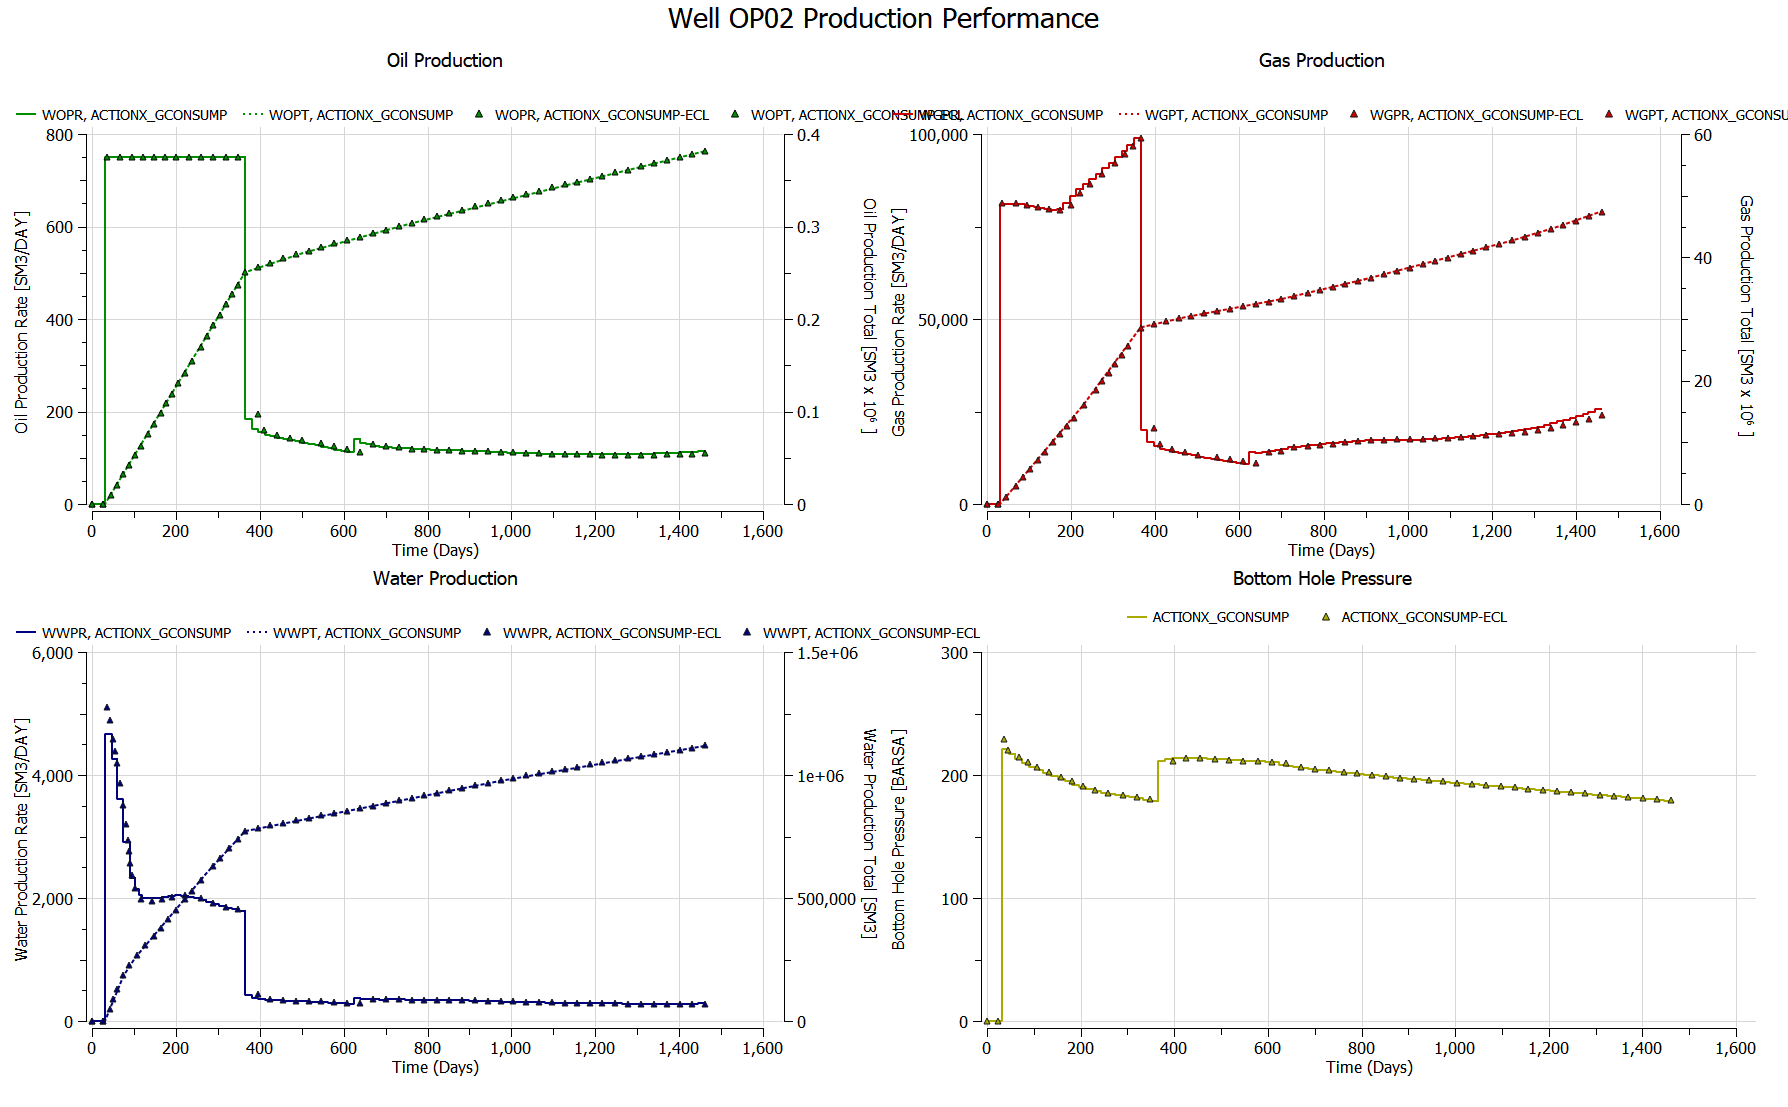 Well OP02 Production Performance
Oil Production
WOPR, ACTIONX_GCONSUMP WOPT, ACTIONX_GCONSUMP WOPR, ACTIONX_GCONSUMP-ECL WOPT, ACTIONX_GCONSUMP-ECL
800
600
400
200
0
Oil Production Rate [SM3/DAY]
0.4
0.3
0.2
0.1
0
Oil Production Total [SM3 x 10⁶ ]
0 200 400 600 800 1,000 1,200 1,400 1,600
Time (Days)
Gas Production
WGPR, ACTIONX_GCONSUMP WGPT, ACTIONX_GCONSUMP WGPR, ACTIONX_GCONSUMP-ECL WGPT, ACTIONX_GCONSU
100,000
50,000
0
Gas Production Rate [SM3/DAY]
60
40
20
0
Gas Production Total [SM3 x 10⁶ ]
0 200 400 600 800 1,000 1,200 1,400 1,600
Time (Days)
Water Production
WWPR, ACTIONX_GCONSUMP WWPT, ACTIONX_GCONSUMP WWPR, ACTIONX_GCONSUMP-ECL WWPT, ACTIONX_GCONSUMP-ECL
6,000
4,000
2,000
0
Water Production Rate [SM3/DAY]
1.5e+06
1e+06
500,000
0
Water Production Total [SM3]
0 200 400 600 800 1,000 1,200 1,400 1,600
Time (Days)
Bottom Hole Pressure
ACTIONX_GCONSUMP ACTIONX_GCONSUMP-ECL
300
200
100
0
Bottom Hole Pressure [BARSA]
0 200 400 600 800 1,000 1,200 1,400 1,600
Time (Days)